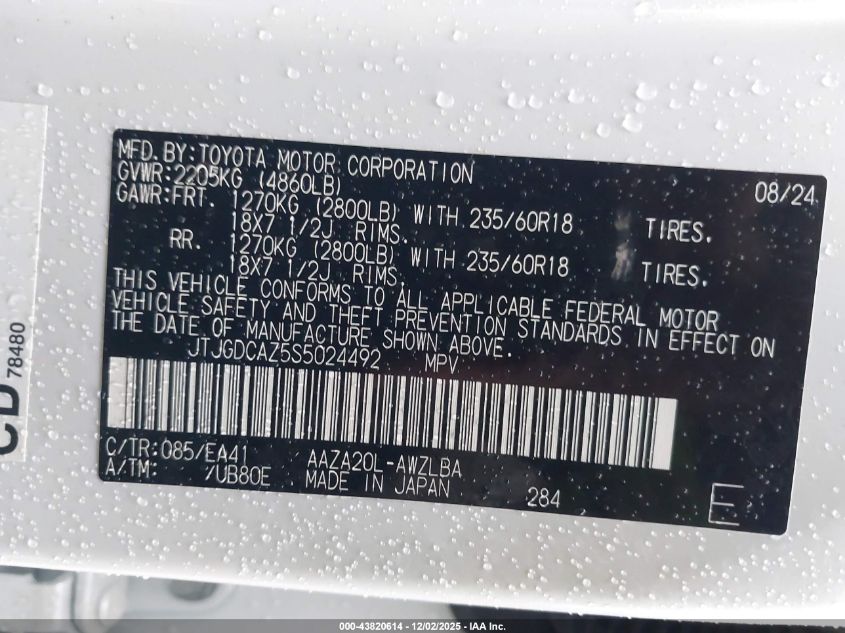 MFD. BY: TOYOTA MOTOR CORPORATION 08/24
GVWR: 2205KG (4860LB)
GAWR: FRT. 1270KG (2800LB) WITH 235/60R18 TIRES.
18X7 1/2J RIMS.
RR. 1270KG (2800LB) WITH 235/60R18 TIRES.
18X7 1/2J RIMS.
THIS VEHICLE CONFORMS TO ALL APPLICABLE FEDERAL MOTOR
VEHICLE SAFETY AND THEFT PREVENTION STANDARDS IN EFFECT ON
THE DATE OF MANUFACTURE SHOWN ABOVE.
JTJGDCAZ5S5024492 MPV
C/TR: 085/EA41 AAZA20L-AWZLBA
A/TM: /UB80E MADE IN JAPAN 284 E
CD 78480
000-43820614 - 12/02/2025 - IAA Inc.